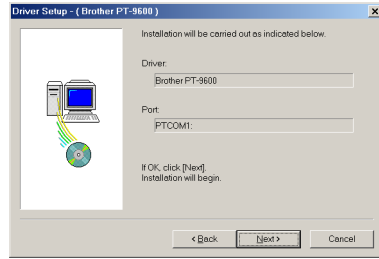 Driver Setup - ( Brother PT-9600 )
Installation will be carried out as indicated below.
Driver:
Brother PT-9600
Port:
PTCOM1:
If OK, click [Next].
Installation will begin.
< Back
Next >
Cancel